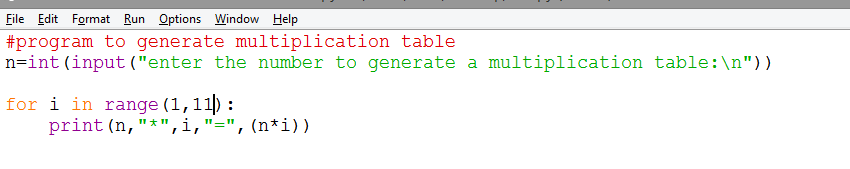 File Edit Format Run Options Window Help
#program to generate multiplication table
n=int(input("enter the number to generate a multiplication table:\n"))
for i in range(1,11):
    print(n,"*",i,"=",(n*i))